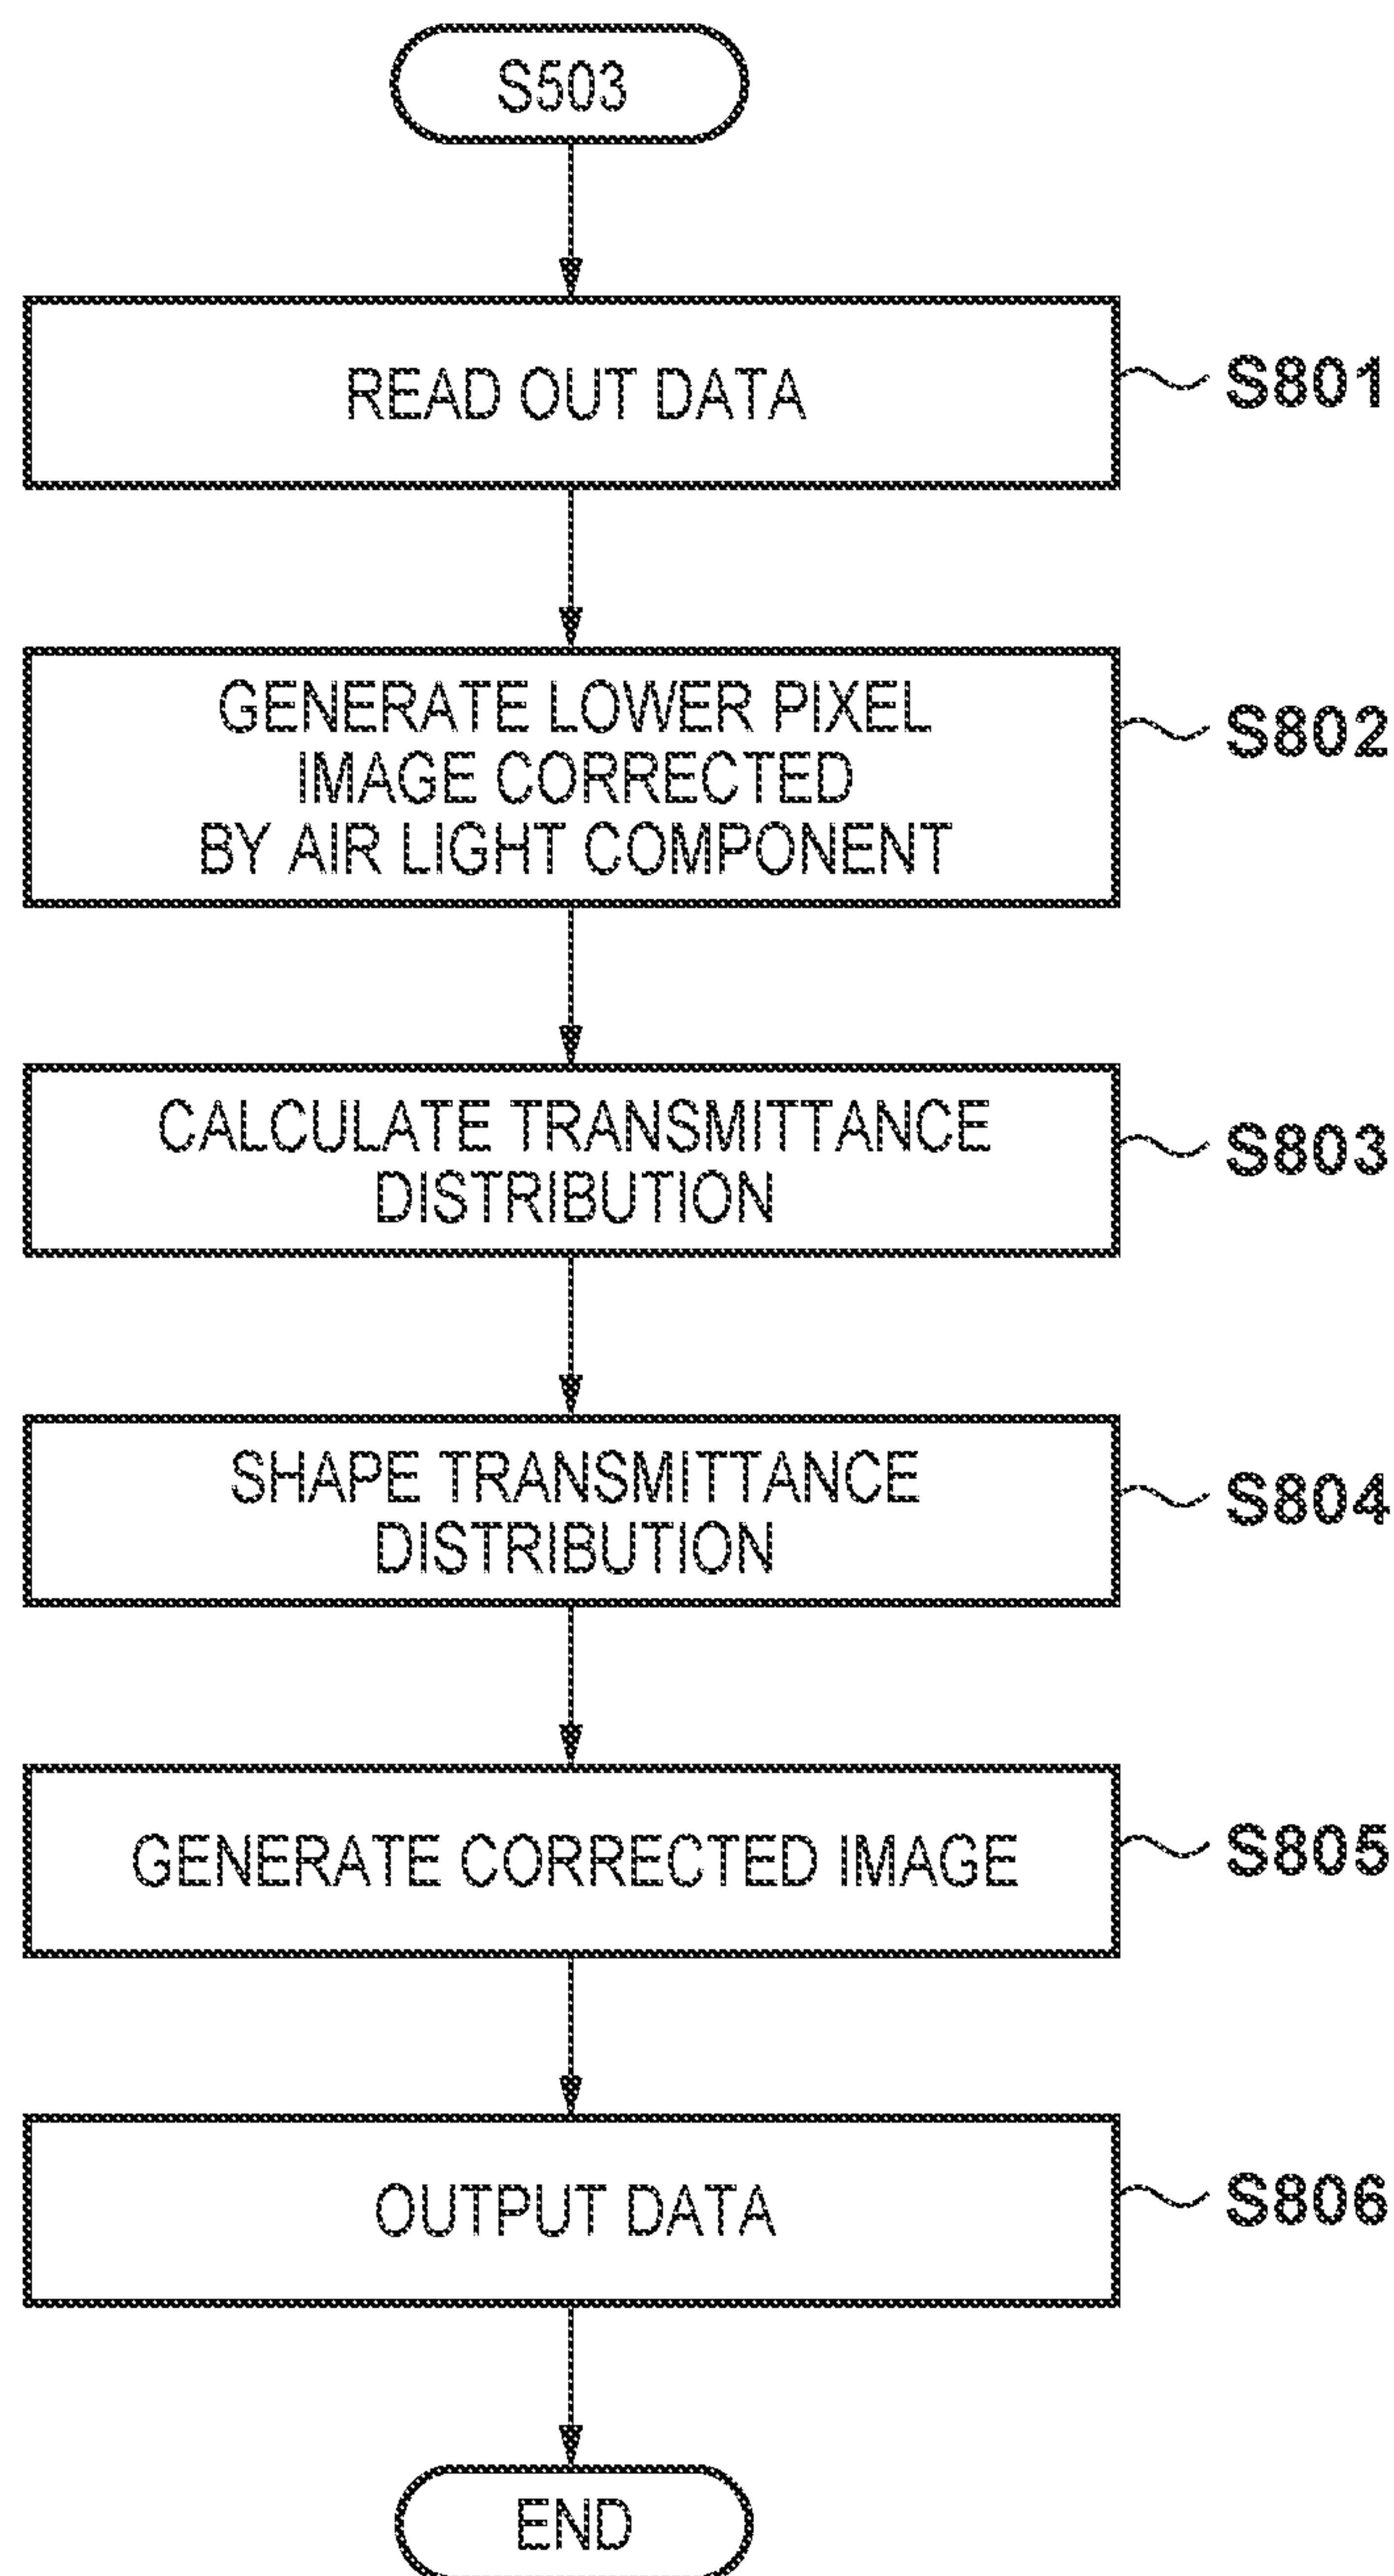 S503
READ OUT DATA
S801
GENERATE LOWER PIXEL
IMAGE CORRECTED
BY AIR LIGHT COMPONENT
S802
CALCULATE TRANSMITTANCE
DISTRIBUTION
S803
SHAPE TRANSMITTANCE
DISTRIBUTION
S804
GENERATE CORRECTED IMAGE
S805
OUTPUT DATA
S806
END